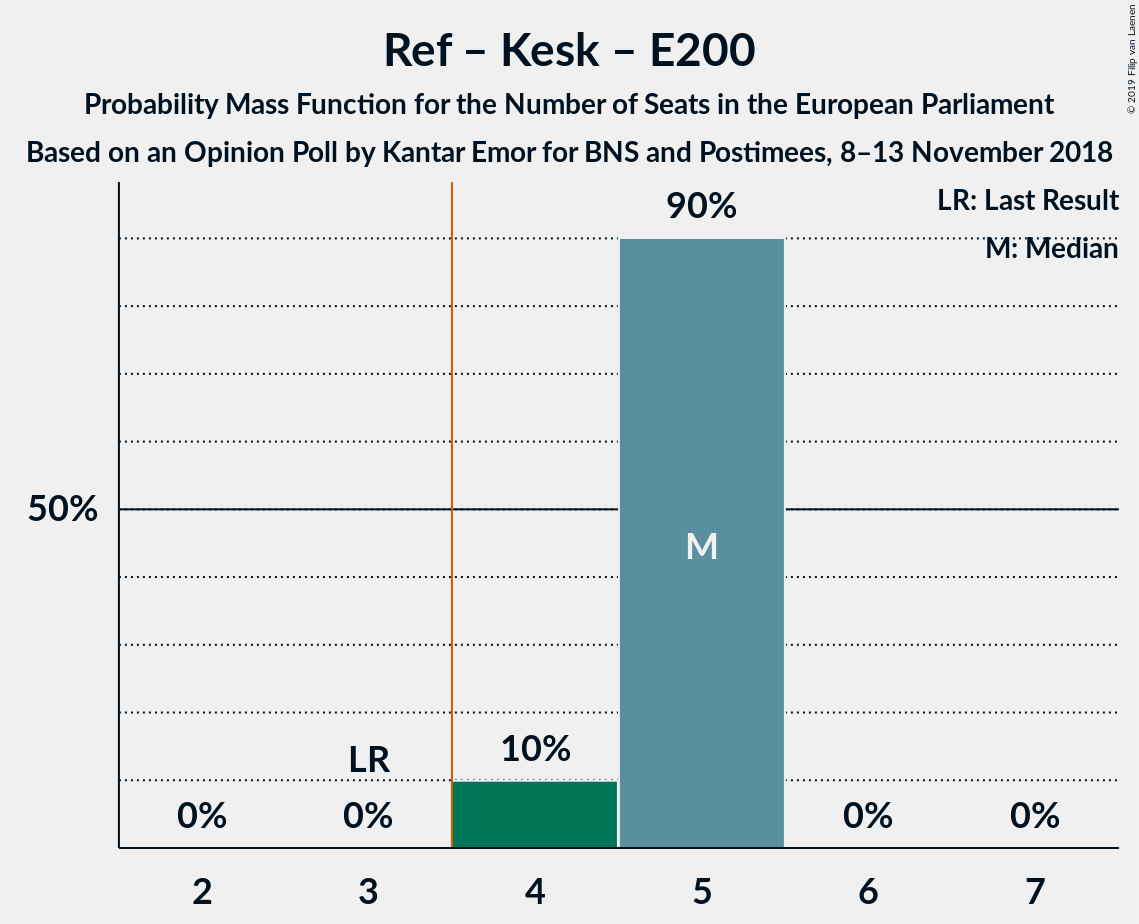 Ref – Kesk – E200
Probability Mass Function for the Number of Seats in the European Parliament
Based on an Opinion Poll by Kantar Emor for BNS and Postimees, 8–13 November 2018
© 2019 Filip van Laenen
LR: Last Result
M: Median
90%
50%
M
LR
10%
0%
0%
0%
0%
2
3
4
5
6
7